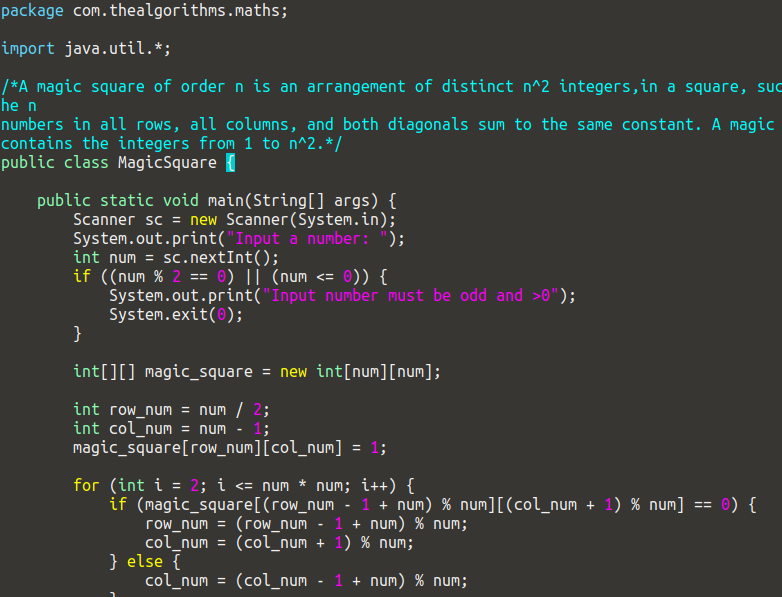 package com.thealgorithms.maths;
import java.util.*;
/*A magic square of order n is an arrangement of distinct n^2 integers,in a square, suc
he n
numbers in all rows, all columns, and both diagonals sum to the same constant. A magic
contains the integers from 1 to n^2.*/
public class MagicSquare {
    public static void main(String[] args) {
        Scanner sc = new Scanner(System.in);
        System.out.print("Input a number: ");
        int num = sc.nextInt();
        if ((num % 2 == 0) || (num <= 0)) {
            System.out.print("Input number must be odd and >0");
            System.exit(0);
        }
        int[][] magic_square = new int[num][num];
        int row_num = num / 2;
        int col_num = num - 1;
        magic_square[row_num][col_num] = 1;
        for (int i = 2; i <= num * num; i++) {
            if (magic_square[(row_num - 1 + num) % num][(col_num + 1) % num] == 0) {
                row_num = (row_num - 1 + num) % num;
                col_num = (col_num + 1) % num;
            } else {
                col_num = (col_num - 1 + num) % num;
            }